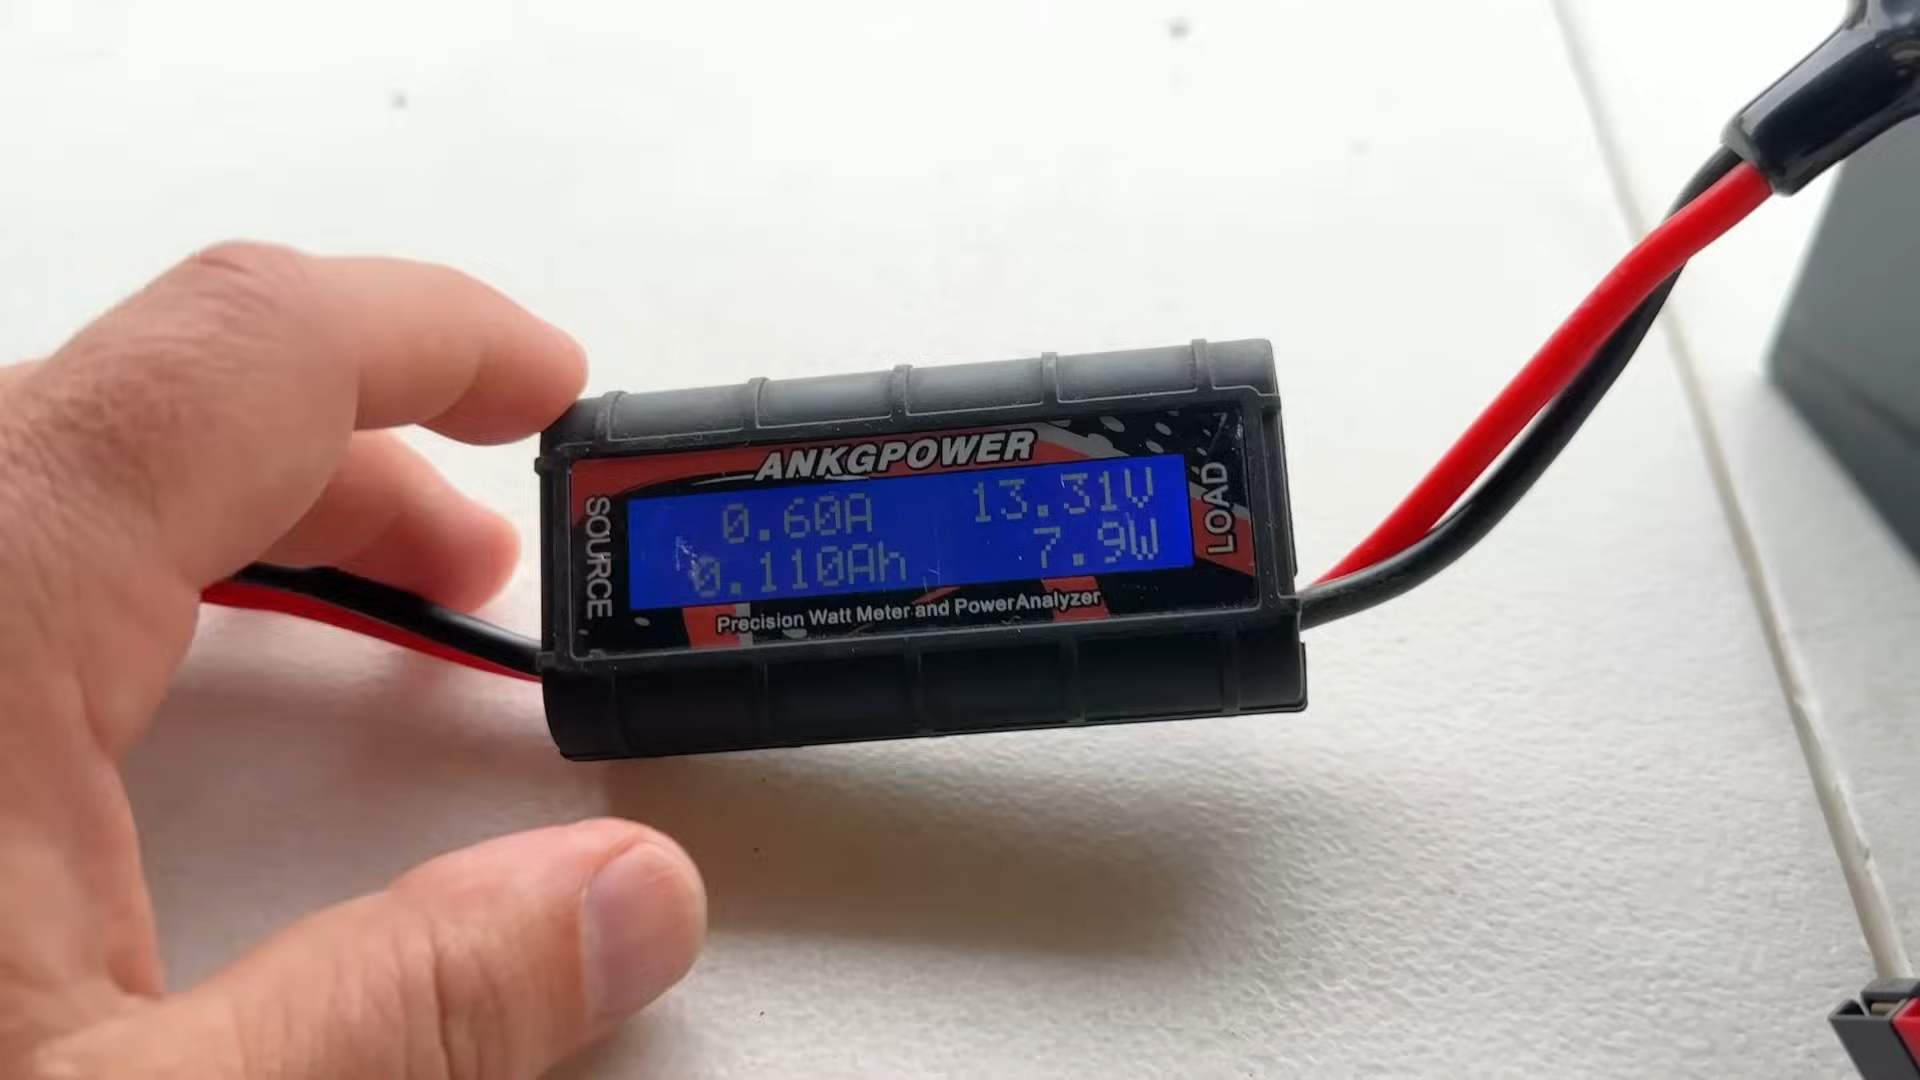 ANKGPOWER
SOURCE
0.60A 13.31V
0.110Ah 7.9W
LOAD
Precision Watt Meter and PowerAnalyzer